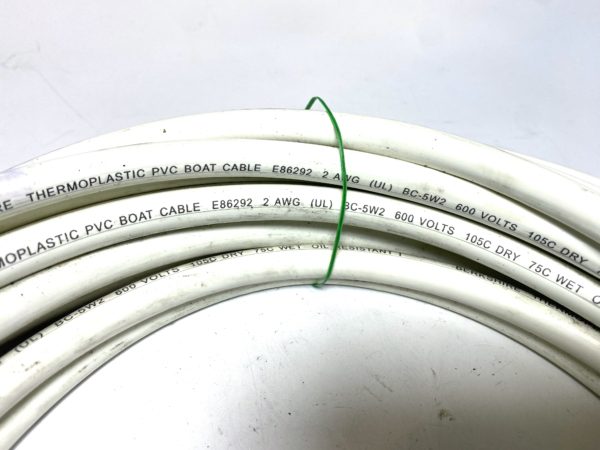 RE THERMOPLASTIC PVC BOAT CABLE E86292 2 AWG (UL) BC-5W2 600 VOLTS 105C DRY 7
MOPLASTIC PVC BOAT CABLE E86292 2 AWG (UL) BC-5W2 600 VOLTS 105C DRY 75C WET OIL
(UL) BC-5W2 600 VOLTS 105C DRY 75C WET OIL RESISTANT I